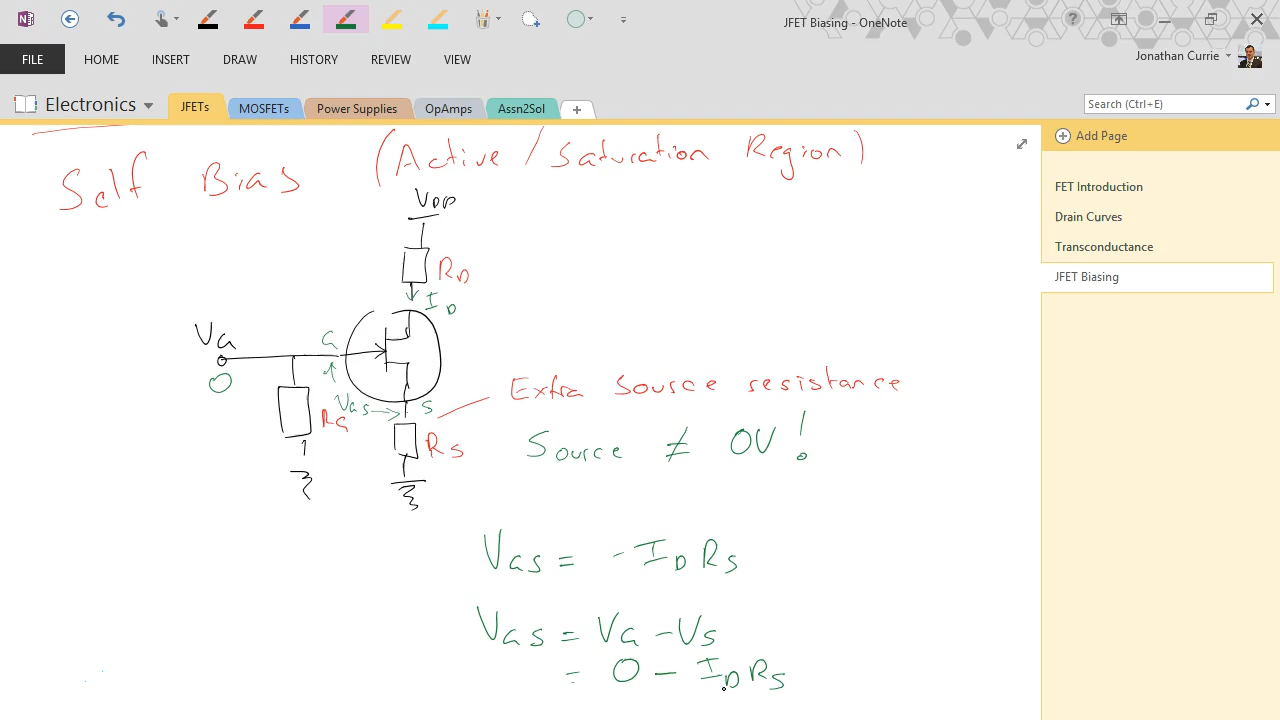 JFET Biasing - OneNote
?
FILE HOME INSERT DRAW HISTORY REVIEW VIEW
Jonathan Currie
Electronics JFETs MOSFETs Power Supplies OpAmps Assn2Sol
Search (Ctrl+E)
Add Page
FET Introduction
Drain Curves
Transconductance
JFET Biasing
Self Bias (Active / Saturation Region)
VDD
RD
ID
VG
G
0
VGS
S
RG
RS
Extra Source resistance
Source ≠ 0V!
VGS = -IDRS
VGS = VG - VS
= 0 - IDRS